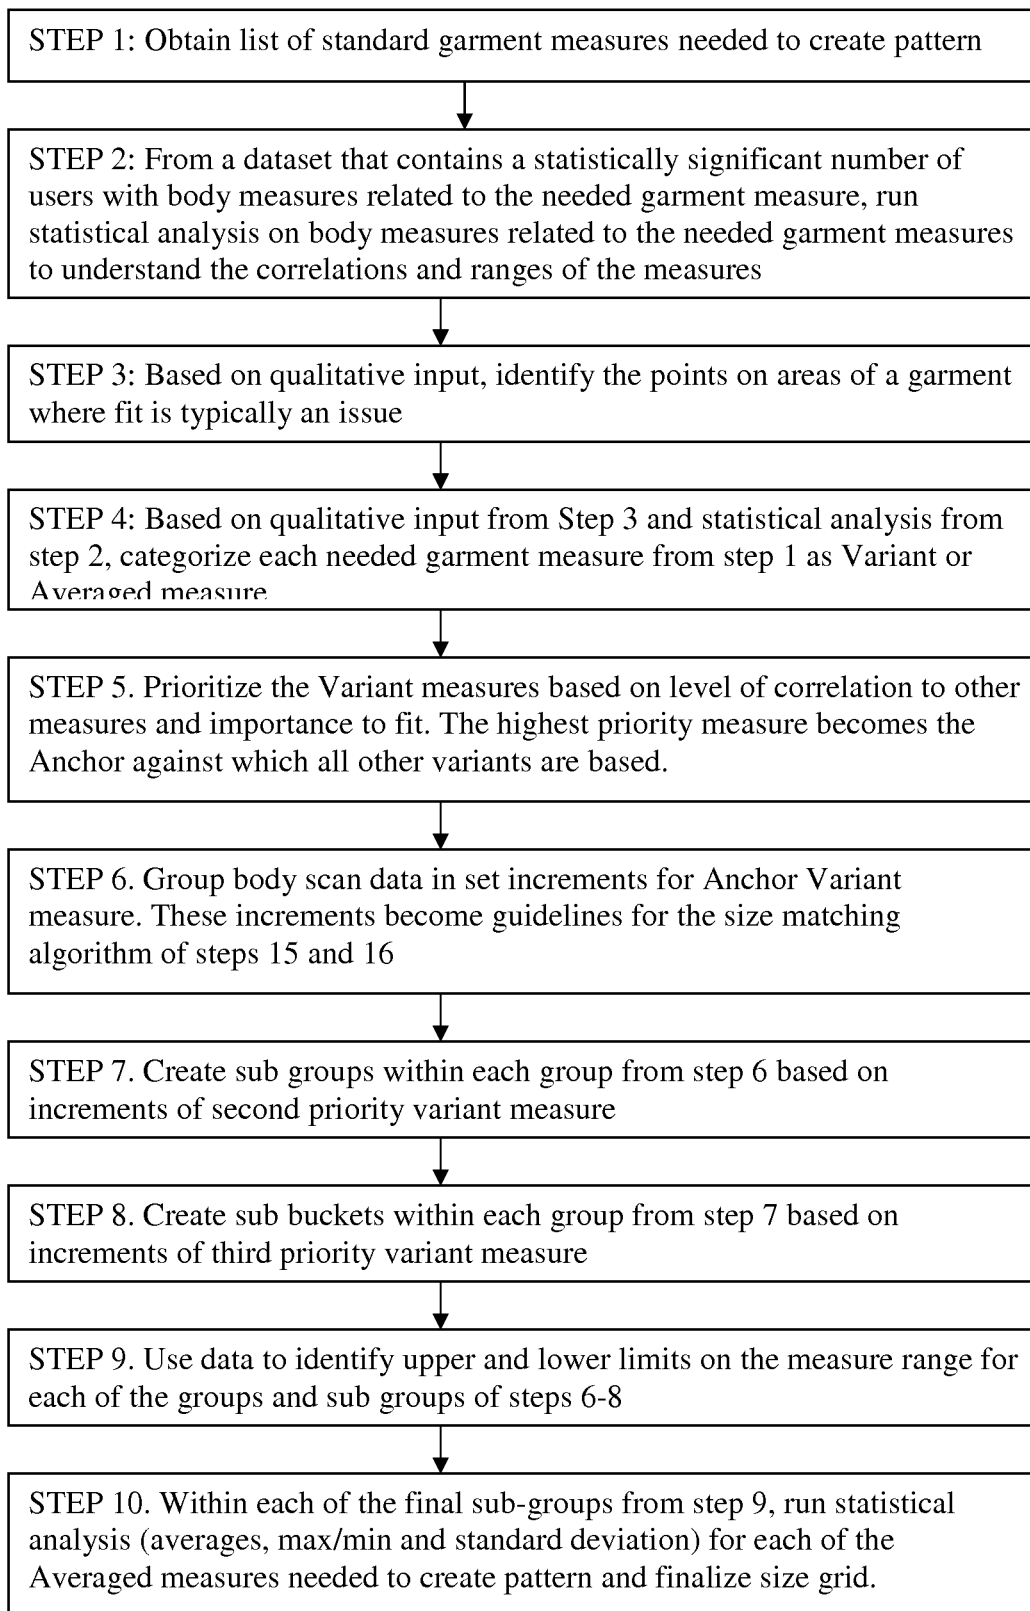 STEP 1: Obtain list of standard garment measures needed to create pattern
STEP 2: From a dataset that contains a statistically significant number of
users with body measures related to the needed garment measure, run
statistical analysis on body measures related to the needed garment measures
to understand the correlations and ranges of the measures
STEP 3: Based on qualitative input, identify the points on areas of a garment
where fit is typically an issue
STEP 4: Based on qualitative input from Step 3 and statistical analysis from
step 2, categorize each needed garment measure from step 1 as Variant or
Averaged measure
STEP 5. Prioritize the Variant measures based on level of correlation to other
measures and importance to fit. The highest priority measure becomes the
Anchor against which all other variants are based.
STEP 6. Group body scan data in set increments for Anchor Variant
measure. These increments become guidelines for the size matching
algorithm of steps 15 and 16
STEP 7. Create sub groups within each group from step 6 based on
increments of second priority variant measure
STEP 8. Create sub buckets within each group from step 7 based on
increments of third priority variant measure
STEP 9. Use data to identify upper and lower limits on the measure range for
each of the groups and sub groups of steps 6-8
STEP 10. Within each of the final sub-groups from step 9, run statistical
analysis (averages, max/min and standard deviation) for each of the
Averaged measures needed to create pattern and finalize size grid.